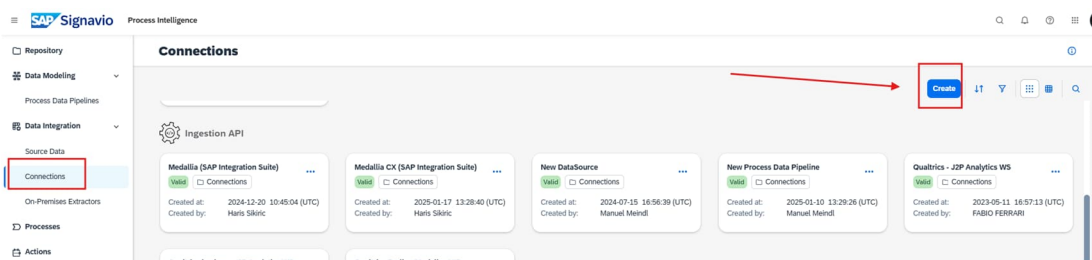 SAP Signavio Process Intelligence
Repository
Data Modeling
Process Data Pipelines
Data Integration
Source Data
Connections
On-Premises Extractors
Processes
Actions
Connections
Create
Ingestion API
Medallia (SAP Integration Suite)
Valid Connections
Created at: 2024-12-20 10:45:04 (UTC)
Created by: Haris Sikiric
Medallia CX (SAP Integration Suite)
Valid Connections
Created at: 2025-01-17 13:28:40 (UTC)
Created by: Haris Sikiric
New DataSource
Valid Connections
Created at: 2024-07-15 16:56:39 (UTC)
Created by: Manuel Meindl
New Process Data Pipeline
Valid Connections
Created at: 2025-01-10 13:29:26 (UTC)
Created by: Manuel Meindl
Qualtrics - J2P Analytics WS
Valid Connections
Created at: 2023-05-11 16:57:13 (UTC)
Created by: FABIO FERRARI